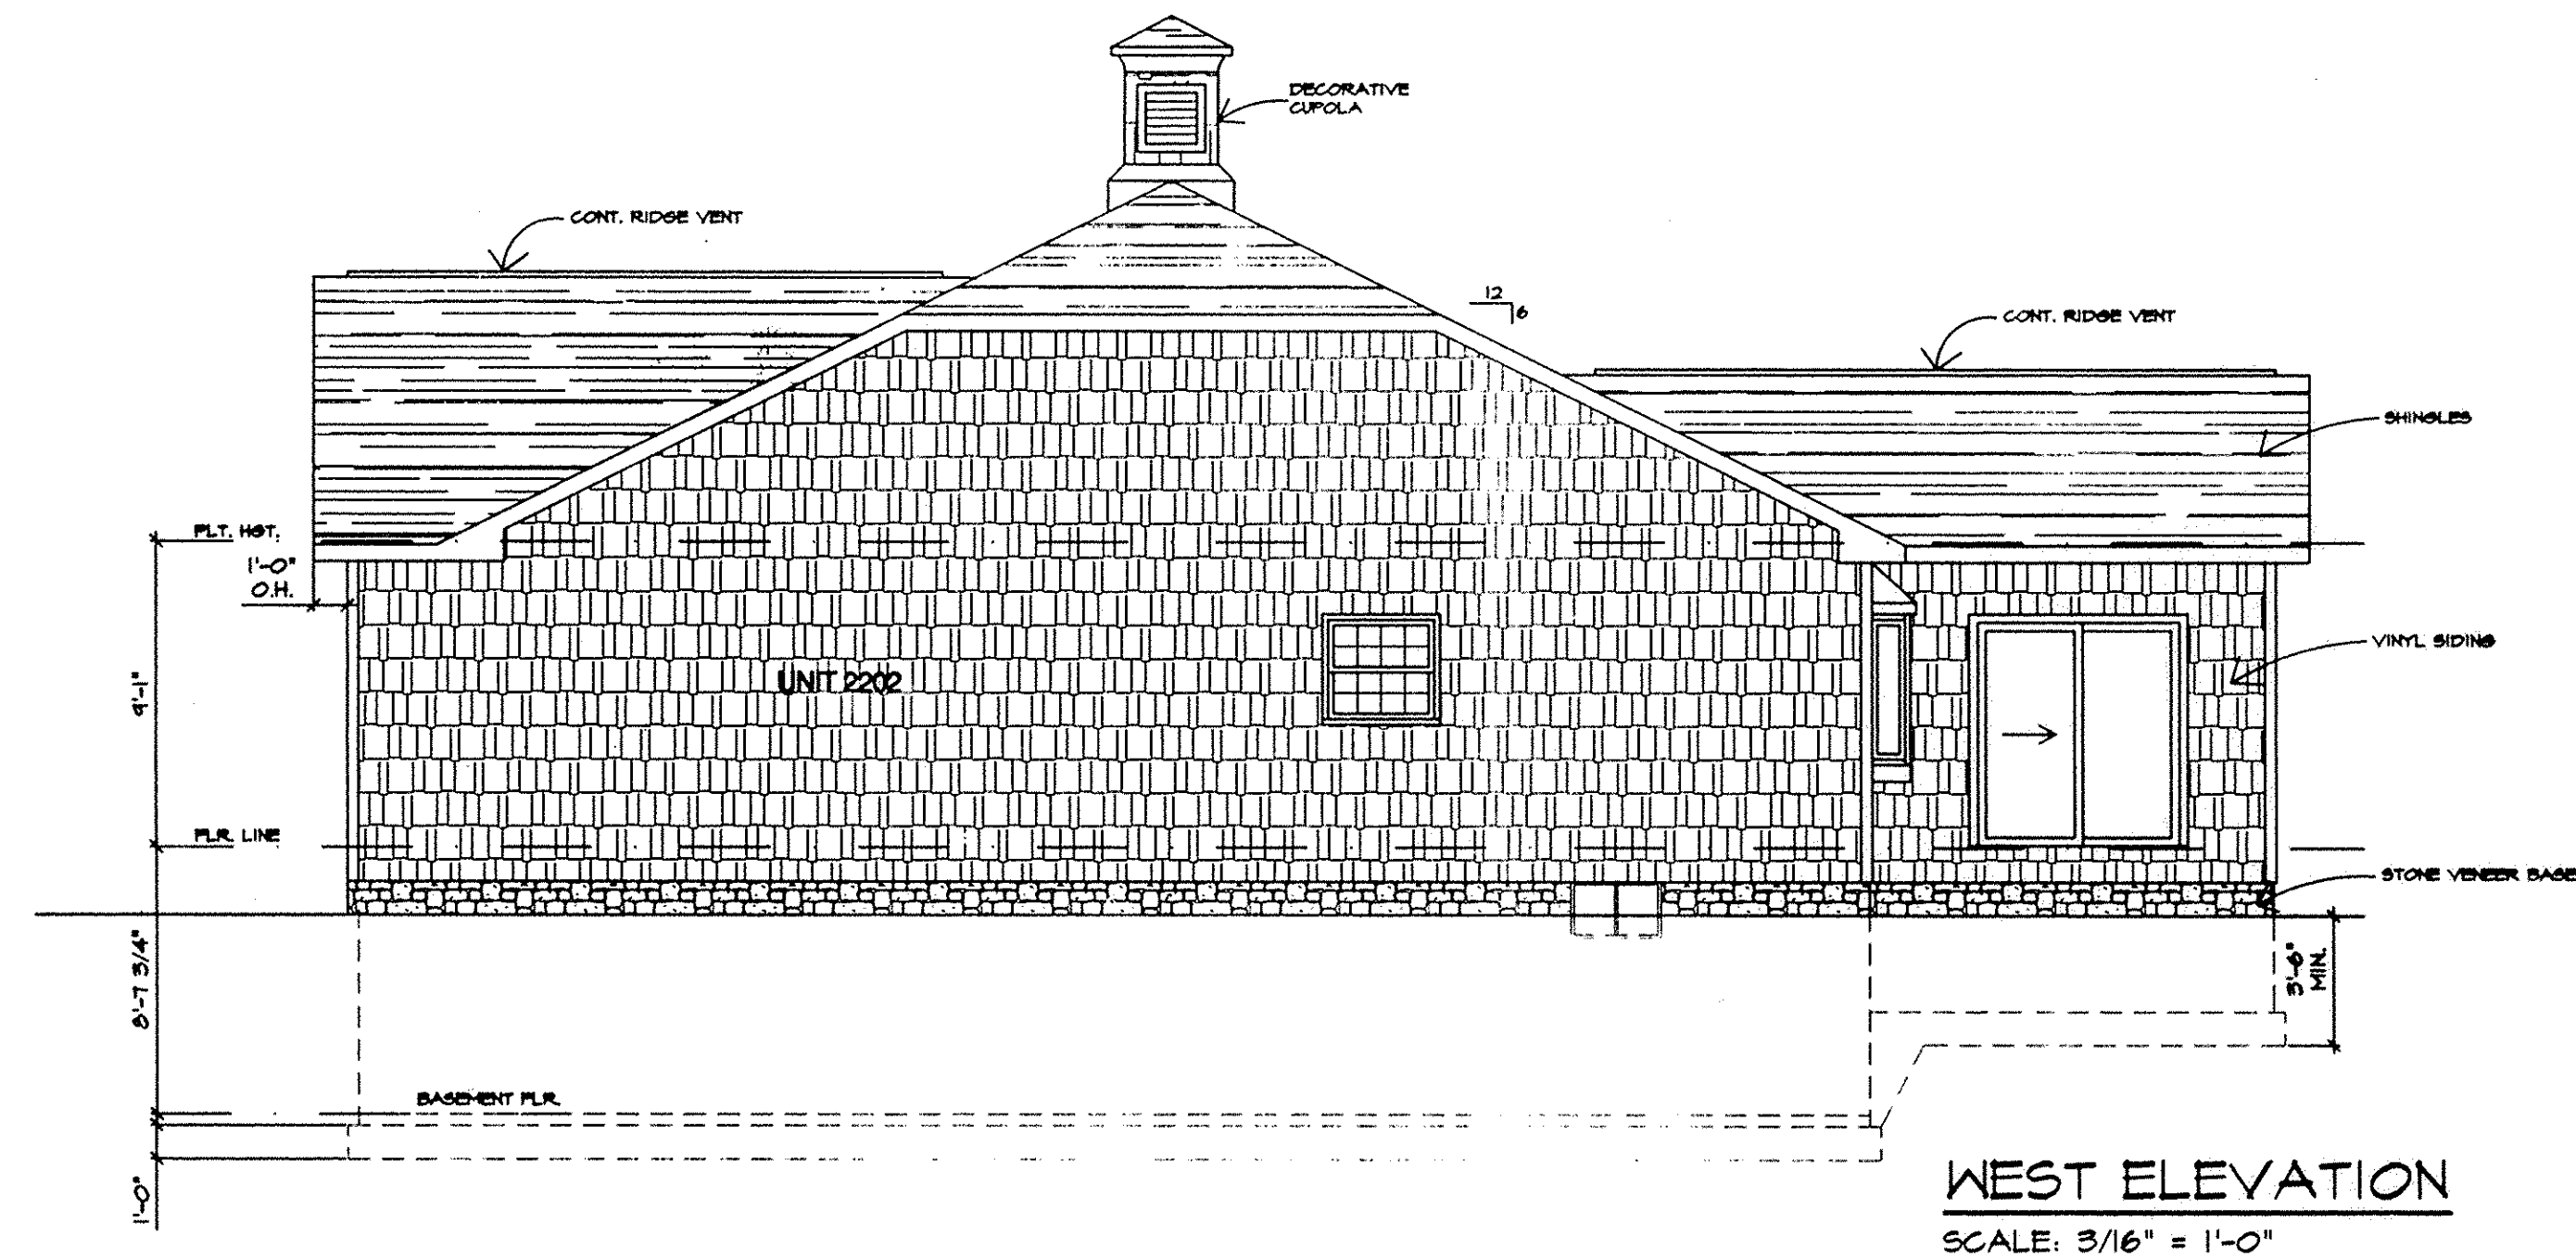 DECORATIVE
CUPOLA
CONT. RIDGE VENT
12
6
CONT. RIDGE VENT
SHINGLES
PLT. HGT.
1'-0"
O.H.
VINYL SIDING
9'-1"
UNIT 2202
FLR. LINE
STONE VENEER BASE
8'-7 3/4"
3'-6"
MIN.
BASEMENT FLR.
1'-0"
WEST ELEVATION
SCALE: 3/16" = 1'-0"